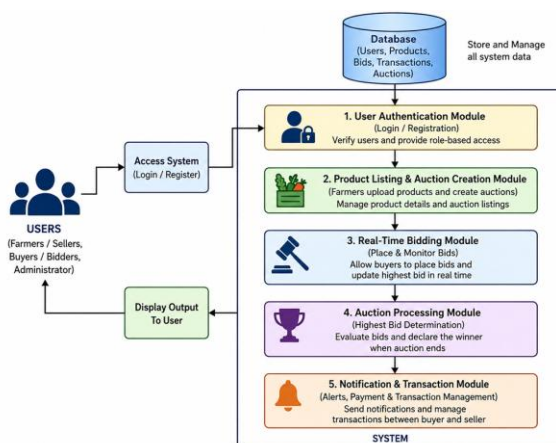 Database
(Users, Products,
Bids, Transactions,
Auctions)
Store and Manage
all system data
1. User Authentication Module
(Login / Registration)
Verify users and provide role-based access
Access System
(Login / Register)
2. Product Listing & Auction Creation Module
(Farmers upload products and create auctions)
Manage product details and auction listings
USERS
(Farmers / Sellers,
Buyers / Bidders,
Administrator)
3. Real-Time Bidding Module
(Place & Monitor Bids)
Allow buyers to place bids and
update highest bid in real time
Display Output
To User
4. Auction Processing Module
(Highest Bid Determination)
Evaluate bids and declare the winner
when auction ends
5. Notification & Transaction Module
(Alerts, Payment & Transaction Management)
Send notifications and manage
transactions between buyer and seller
SYSTEM